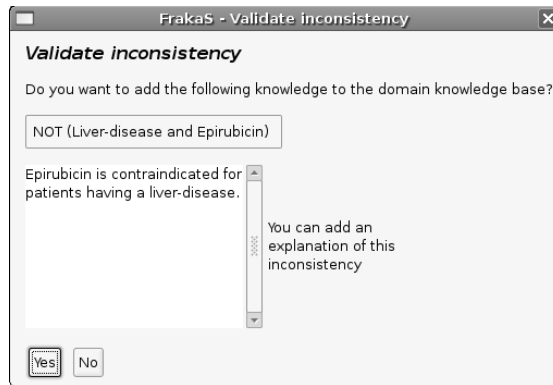 FrakaS - Validate inconsistency
Validate inconsistency
Do you want to add the following knowledge to the domain knowledge base?
NOT (Liver-disease and Epirubicin)
Epirubicin is contraindicated for
patients having a liver-disease.
You can add an
explanation of this
inconsistency
Yes No